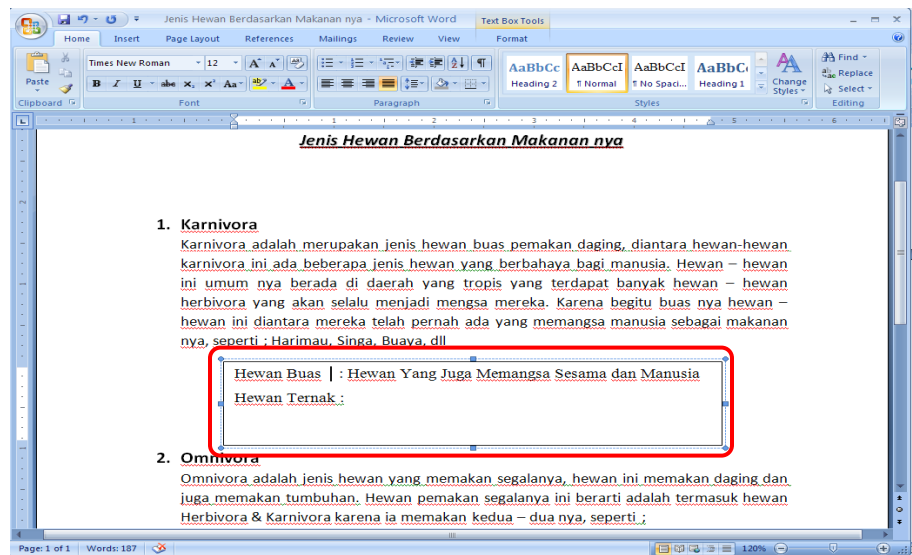 Jenis Hewan Berdasarkan Makanan nya - Microsoft Word
Text Box Tools
Home Insert Page Layout References Mailings Review View Format
Paste
Times New Roman 12
AaBbCc AaBbCcI AaBbCcI AaBbC
Heading 2 ¶ Normal ¶ No Spaci... Heading 1
Change Styles
Find
Replace
Select
Clipboard Font Paragraph Styles Editing
Jenis Hewan Berdasarkan Makanan nya
1. Karnivora
Karnivora adalah merupakan jenis hewan buas pemakan daging, diantara hewan-hewan
karnivora ini ada beberapa jenis hewan yang berbahaya bagi manusia. Hewan – hewan
ini umum nya berada di daerah yang tropis yang terdapat banyak hewan – hewan
herbivora yang akan selalu menjadi mengsa mereka. Karena begitu buas nya hewan –
hewan ini diantara mereka telah pernah ada yang memangsa manusia sebagai makanan
nya, seperti ; Harimau, Singa, Buaya, dll
Hewan Buas : Hewan Yang Juga Memangsa Sesama dan Manusia
Hewan Ternak :
2. Omnivora
Omnivora adalah jenis hewan yang memakan segalanya, hewan ini memakan daging dan
juga memakan tumbuhan. Hewan pemakan segalanya ini berarti adalah termasuk hewan
Herbivora & Karnivora karena ia memakan kedua – dua nya, seperti ;
Page: 1 of 1 Words: 187 120%